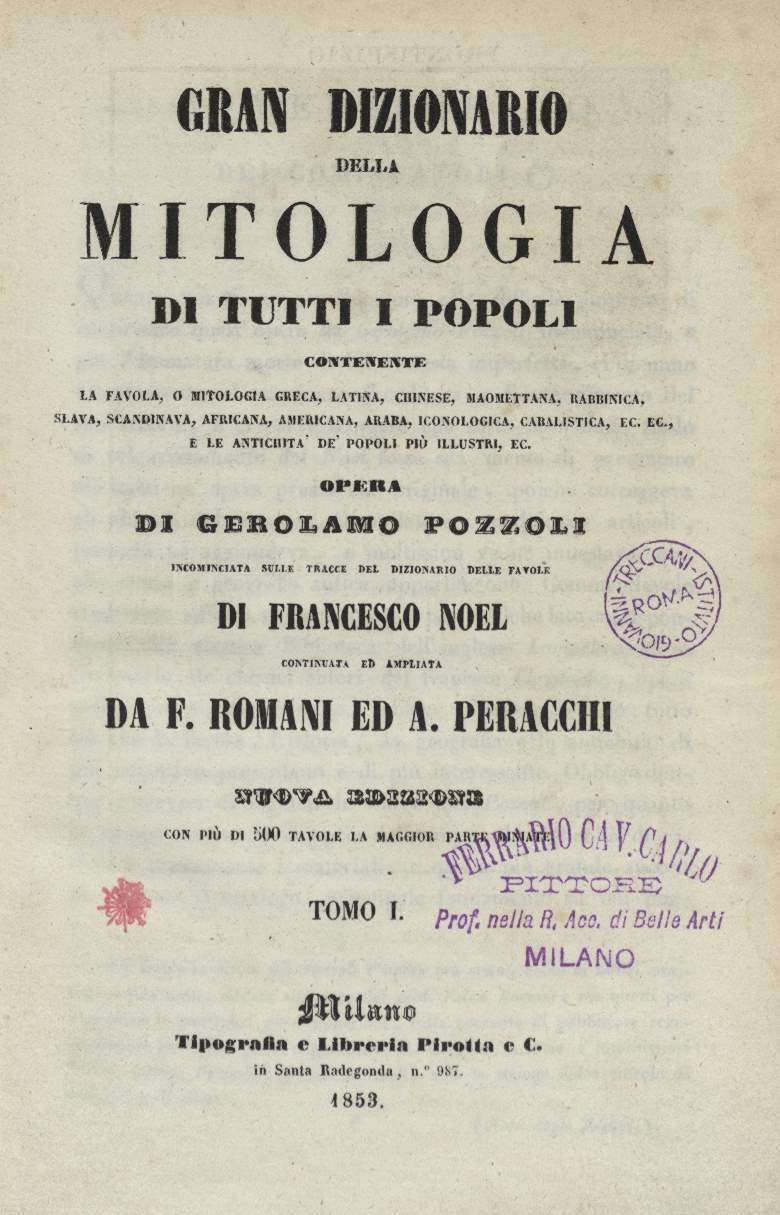 GRAN DIZIONARIO
DELLA
MITOLOGIA
DI TUTTI I POPOLI
CONTENENTE
LA FAVOLA, O MITOLOGIA GRECA, LATINA, CHINESE, MAOMETTANA, RABBINICA,
SLAVA, SCANDINAVA, AFRICANA, AMERICANA, ARABA, ICONOLOGICA, CABALISTICA, EC. EC.,
E LE ANTICHITA' DE' POPOLI PIÙ ILLUSTRI, EC.
OPERA
DI GEROLAMO POZZOLI
INCOMINCIATA SULLE TRACCE DEL DIZIONARIO DELLE FAVOLE
DI FRANCESCO NOEL
CONTINUATA ED AMPLIATA
DA F. ROMANI ED A. PERACCHI
GIOVANNI-TRECCANI-ISTITVTO
ROMA
NUOVA EDIZIONE
CON PIÙ DI 500 TAVOLE LA MAGGIOR PARTE MINIATE
FERRARIO CAV. CARLO
PITTORE
Prof. nella R. Acc. di Belle Arti
MILANO
TOMO I.
Milano
Tipografia e Libreria Pirotta e C.
in Santa Radegonda, n.º 987.
1853.